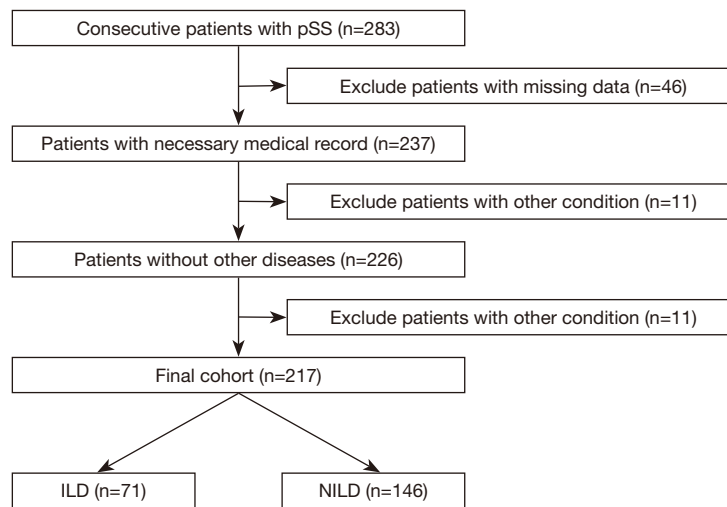 Consecutive patients with pSS (n=283)
Exclude patients with missing data (n=46)
Patients with necessary medical record (n=237)
Exclude patients with other condition (n=11)
Patients without other diseases (n=226)
Exclude patients with other condition (n=11)
Final cohort (n=217)
ILD (n=71)
NILD (n=146)